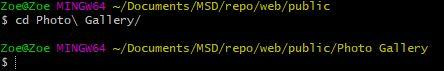 Zoe@Zoe MINGW64 ~/Documents/MSD/repo/web/public
$ cd Photo\ Gallery/
Zoe@Zoe MINGW64 ~/Documents/MSD/repo/web/public/Photo Gallery
$